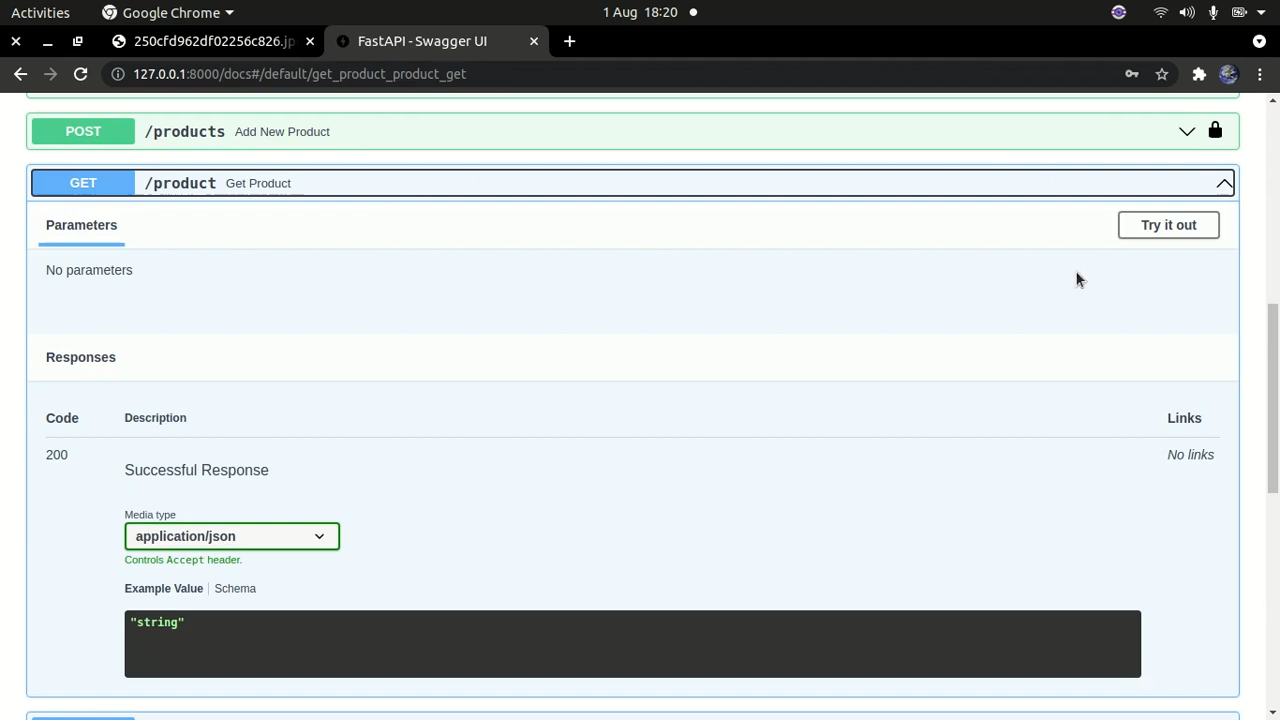 Activities Google Chrome 1 Aug 18:20
250cfd962df02256c826.jp FastAPI - Swagger UI
127.0.0.1:8000/docs#/default/get_product_product_get
POST /products Add New Product
GET /product Get Product
Parameters Try it out
No parameters
Responses
Code Description Links
200 Successful Response No links
Media type
application/json
Controls Accept header.
Example Value Schema
"string"